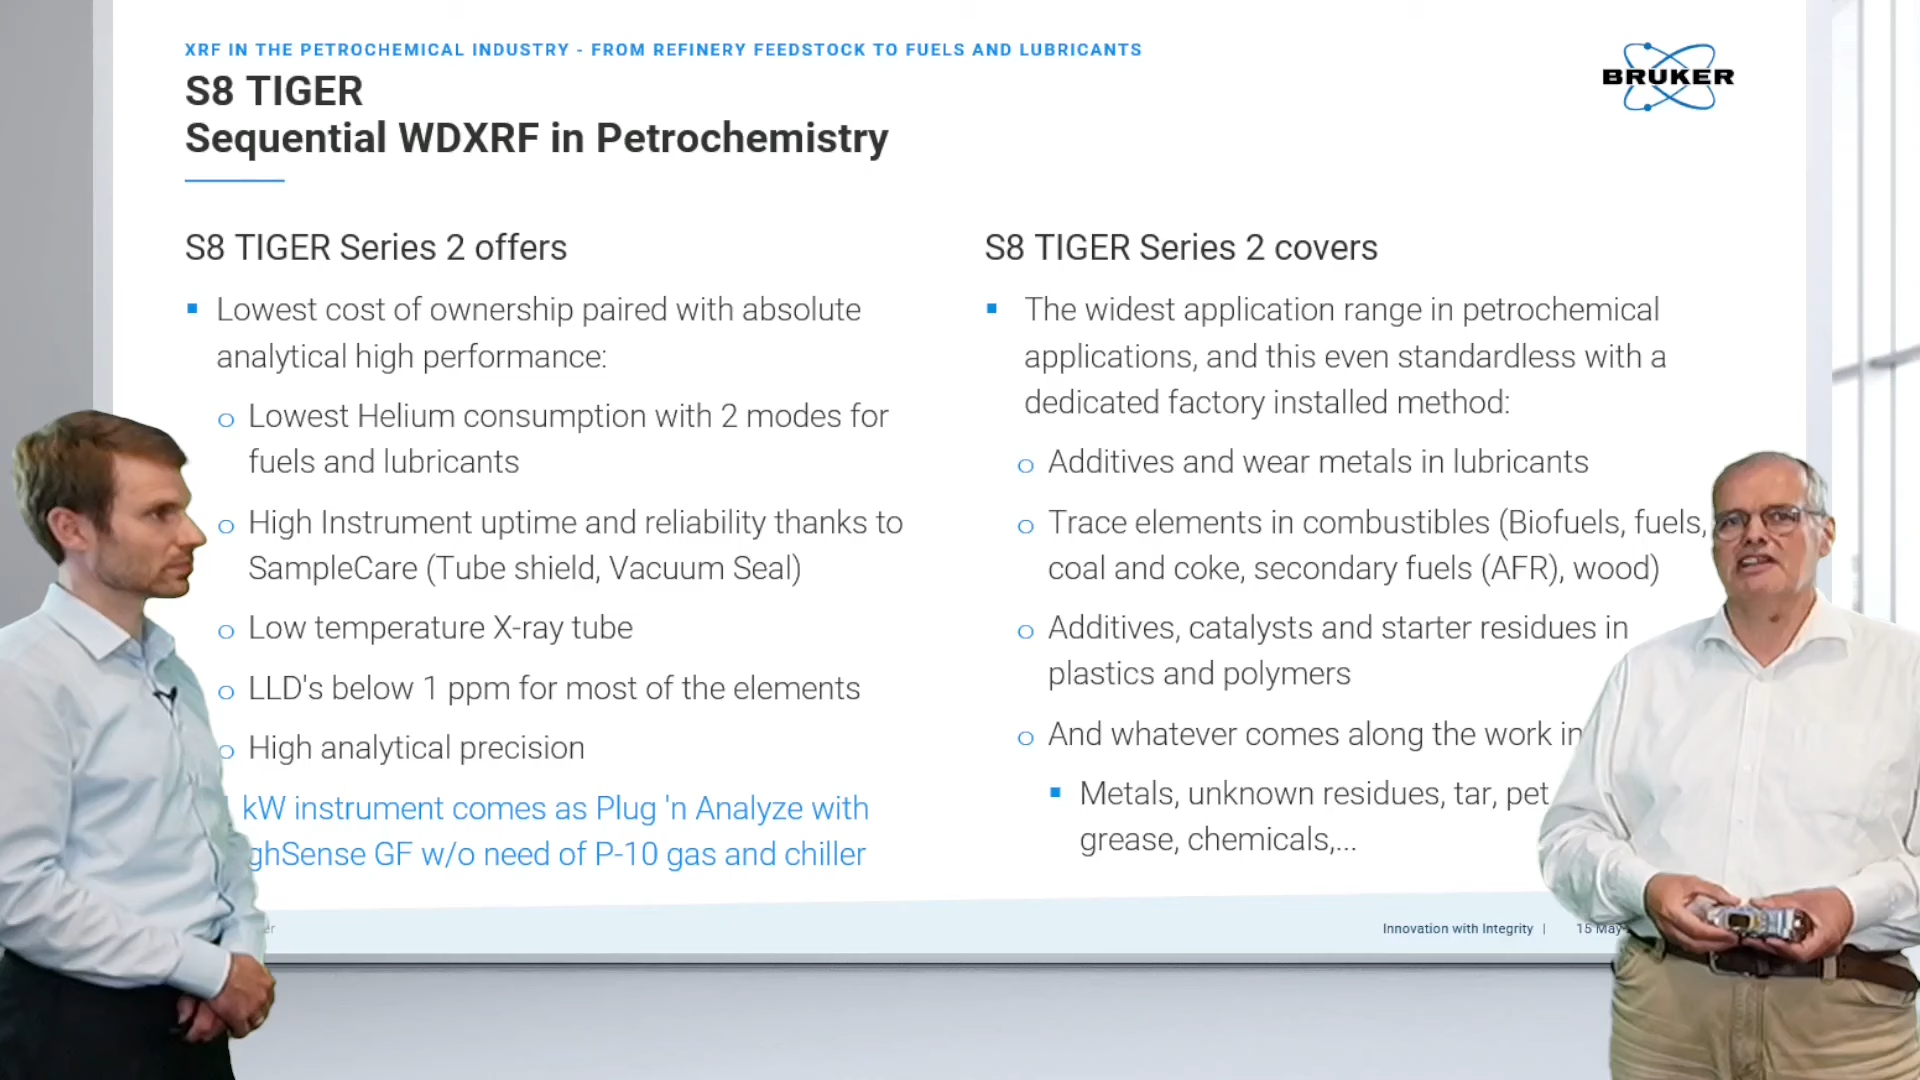 XRF IN THE PETROCHEMICAL INDUSTRY - FROM REFINERY FEEDSTOCK TO FUELS AND LUBRICANTS
S8 TIGER
Sequential WDXRF in Petrochemistry
BRUKER
S8 TIGER Series 2 offers
▪ Lowest cost of ownership paired with absolute
analytical high performance:
o Lowest Helium consumption with 2 modes for
fuels and lubricants
o High Instrument uptime and reliability thanks to
SampleCare (Tube shield, Vacuum Seal)
o Low temperature X-ray tube
o LLD's below 1 ppm for most of the elements
o High analytical precision
kW instrument comes as Plug 'n Analyze with
ghSense GF w/o need of P-10 gas and chiller
S8 TIGER Series 2 covers
▪ The widest application range in petrochemical
applications, and this even standardless with a
dedicated factory installed method:
o Additives and wear metals in lubricants
o Trace elements in combustibles (Biofuels, fuels,
coal and coke, secondary fuels (AFR), wood)
o Additives, catalysts and starter residues in
plastics and polymers
o And whatever comes along the work in
▪ Metals, unknown residues, tar, pet
grease, chemicals,...
Innovation with Integrity | 15 May